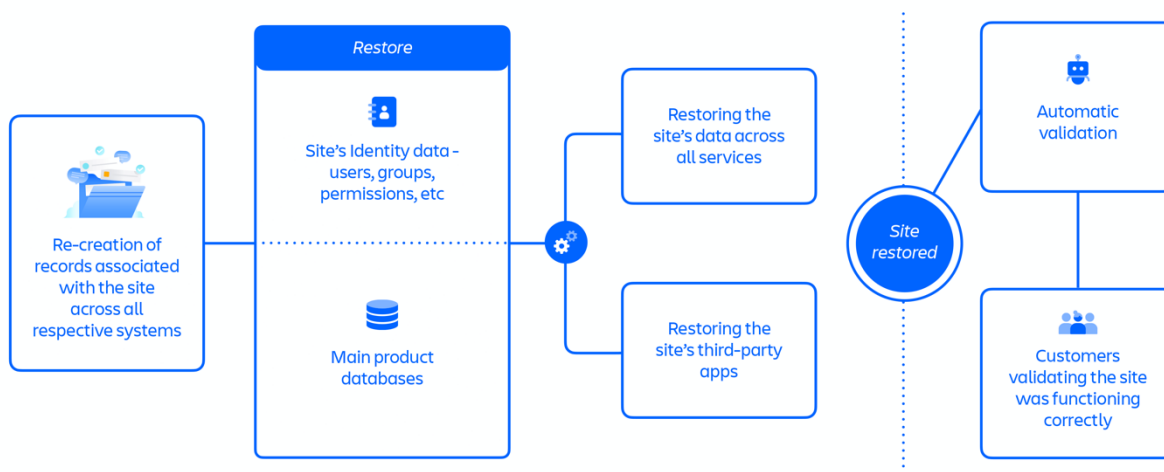 Re-creation of
records associated
with the site
across all
respective systems
Restore
Site's Identity data -
users, groups,
permissions, etc
Main product
databases
Restoring the
site's data across
all services
Restoring the
site's third-party
apps
Site
restored
Automatic
validation
Customers
validating the site
was functioning
correctly